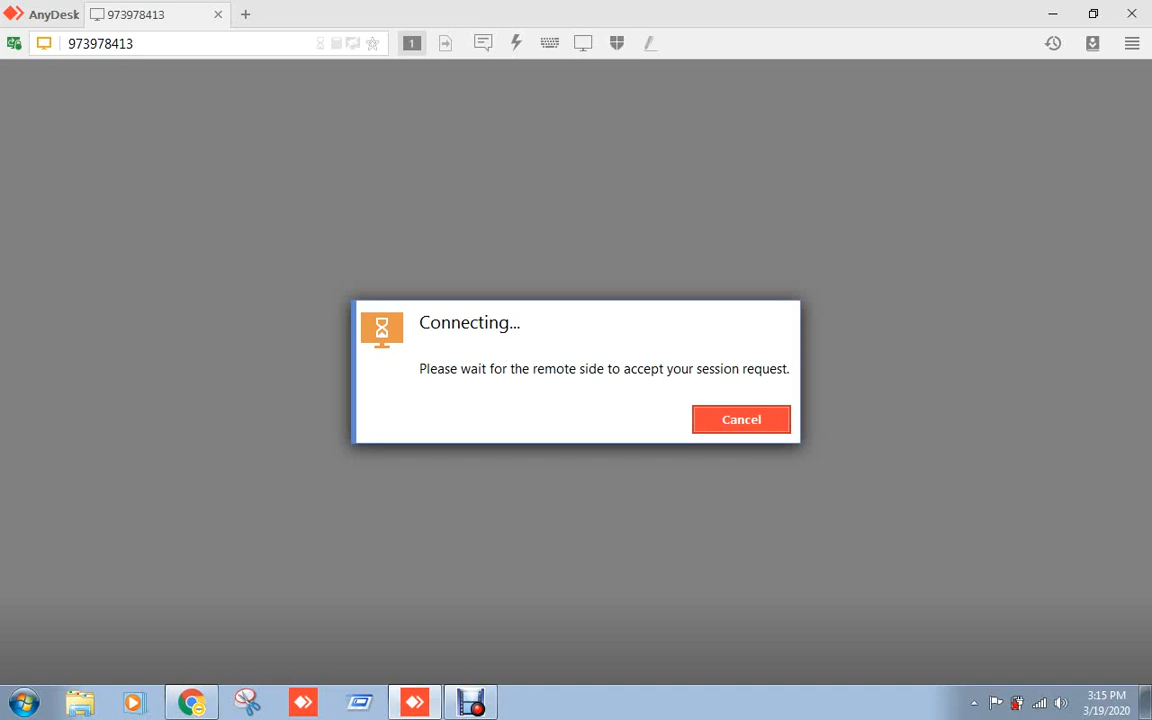 AnyDesk
973978413
973978413
1
Connecting...
Please wait for the remote side to accept your session request.
Cancel
3:15 PM
3/19/2020